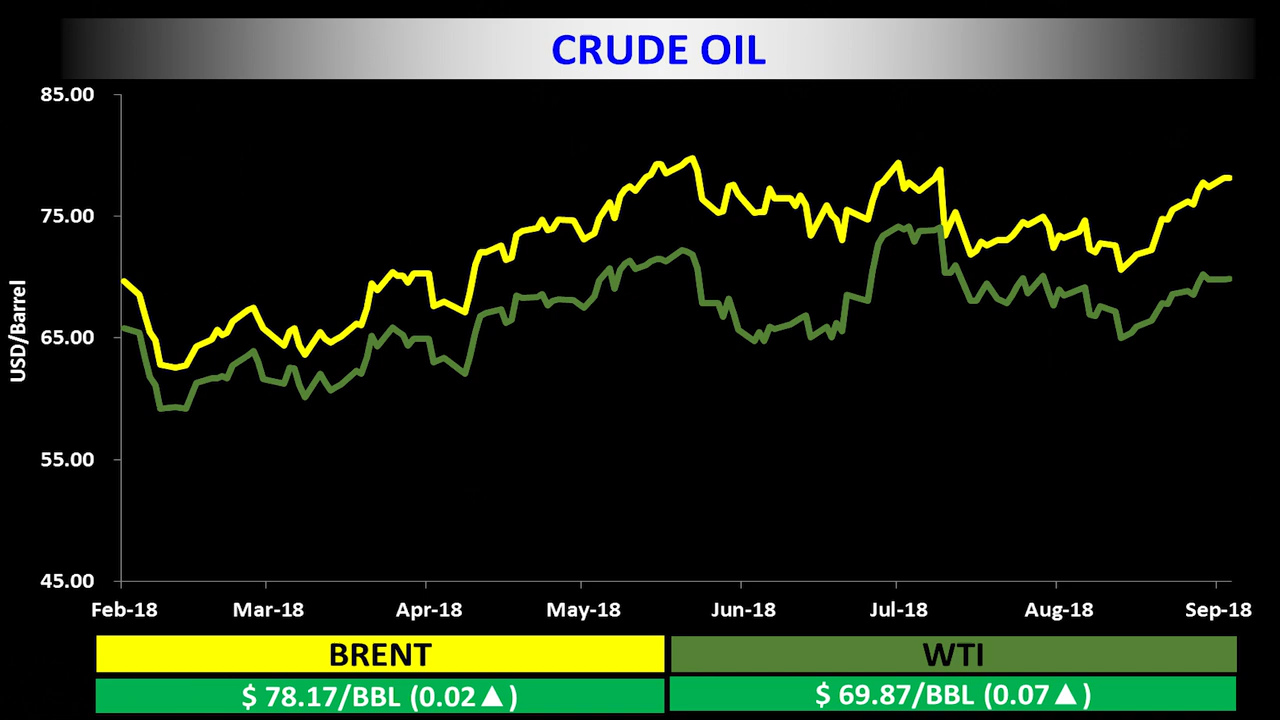 CRUDE OIL
85.00
75.00
65.00
55.00
45.00
USD/Barrel
Feb-18 Mar-18 Apr-18 May-18 Jun-18 Jul-18 Aug-18 Sep-18
BRENT WTI
$ 78.17/BBL (0.02▲) $ 69.87/BBL (0.07▲)